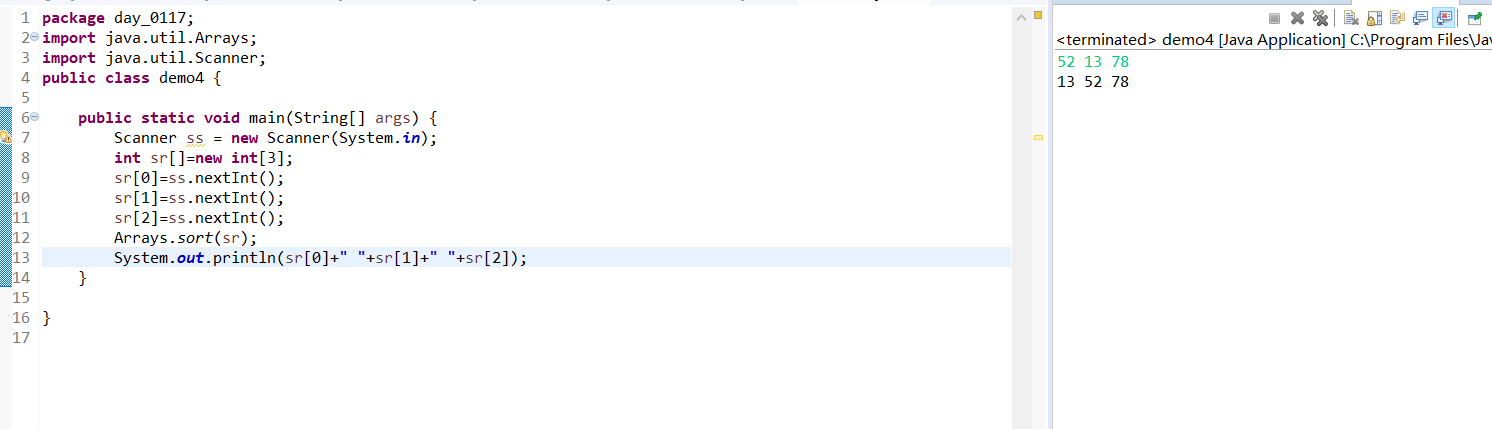 1 package day_0117;
2 import java.util.Arrays;
3 import java.util.Scanner;
4 public class demo4 {
5
6 public static void main(String[] args) {
7 Scanner ss = new Scanner(System.in);
8 int sr[]=new int[3];
9 sr[0]=ss.nextInt();
10 sr[1]=ss.nextInt();
11 sr[2]=ss.nextInt();
12 Arrays.sort(sr);
13 System.out.println(sr[0]+" "+sr[1]+" "+sr[2]);
14 }
15
16 }
17
<terminated> demo4 [Java Application] C:\Program Files\Jav
52 13 78
13 52 78